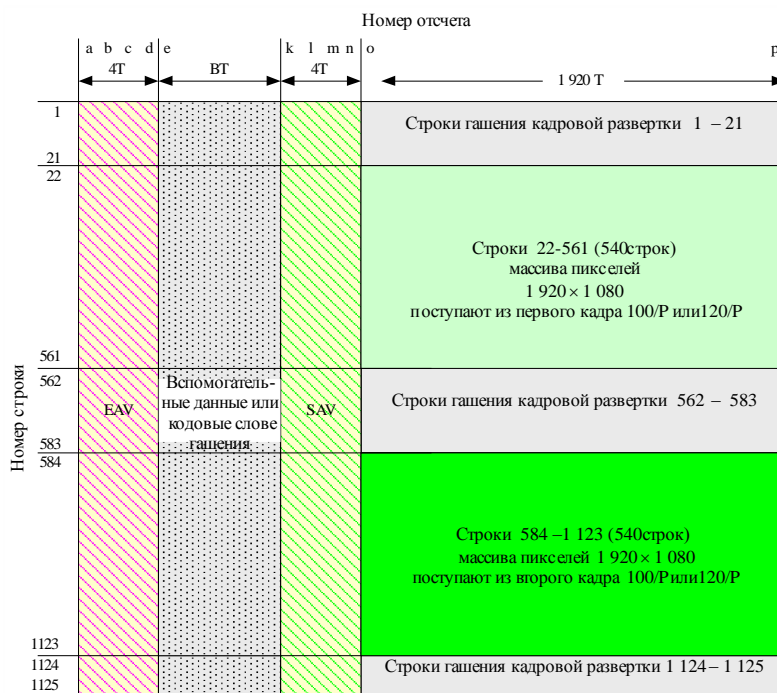 Номер отсчета
a b c d e k l m n o p
4T BT 4T 1 920 T
1
Строки гашения кадровой развертки 1 – 21
21
22
Строки 22-561 (540строк)
массива пикселей
1 920 × 1 080
поступают из первого кадра 100/P или120/P
561
562
Номер строки
EAV
Вспомогатель-
ные данные или
кодовые слове
гашения
SAV
Строки гашения кадровой развертки 562 – 583
583
584
Строки 584 –1 123 (540строк)
массива пикселей 1 920 × 1 080
поступают из второго кадра 100/Pили120/P
1123
1124
Строки гашения кадровой развертки 1 124 – 1 125
1125